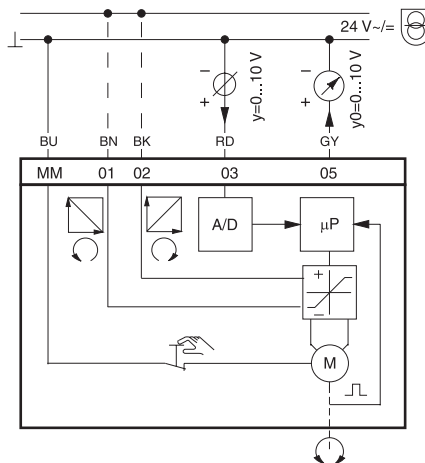 24 V~/=
⊥
–
+
y=0...10 V
–
+
y0=0...10 V
BU BN BK RD GY
MM 01 02 03 05
A/D
µP
+
–
M